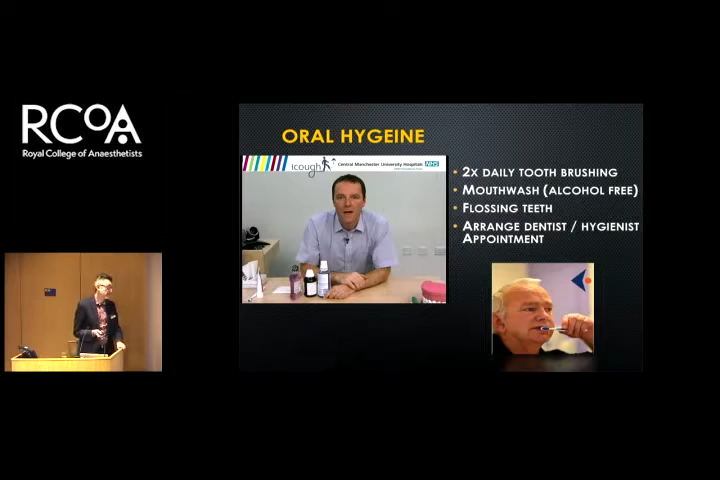 RCOA
Royal College of Anaesthetists
ORAL HYGEINE
icough
Central Manchester University Hospitals NHS
• 2X DAILY TOOTH BRUSHING
• MOUTHWASH (ALCOHOL FREE)
• FLOSSING TEETH
• ARRANGE DENTIST / HYGIENIST
APPOINTMENT